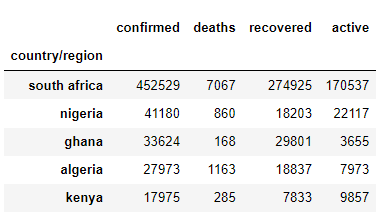 confirmed deaths recovered active
country/region
south africa 452529 7067 274925 170537
nigeria 41180 860 18203 22117
ghana 33624 168 29801 3655
algeria 27973 1163 18837 7973
kenya 17975 285 7833 9857